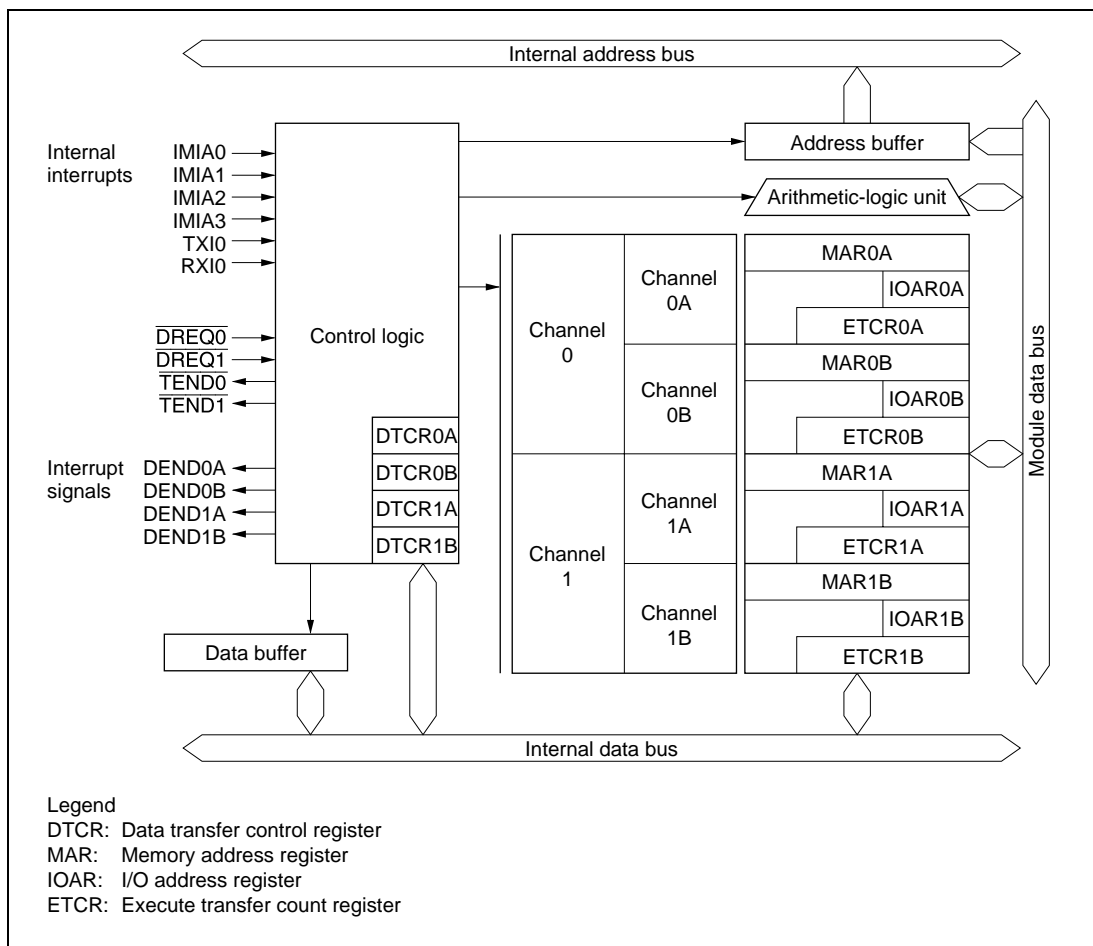 Internal address bus
Internal
interrupts
IMIA0
IMIA1
IMIA2
IMIA3
TXI0
RXI0
DREQ0
DREQ1
TEND0
TEND1
Interrupt
signals
DEND0A
DEND0B
DEND1A
DEND1B
Control logic
DTCR0A
DTCR0B
DTCR1A
DTCR1B
Data buffer
Address buffer
Arithmetic-logic unit
Channel
0
Channel
1
Channel
0A
Channel
0B
Channel
1A
Channel
1B
MAR0A
IOAR0A
ETCR0A
MAR0B
IOAR0B
ETCR0B
MAR1A
IOAR1A
ETCR1A
MAR1B
IOAR1B
ETCR1B
Module data bus
Internal data bus
Legend
DTCR: Data transfer control register
MAR: Memory address register
IOAR: I/O address register
ETCR: Execute transfer count register